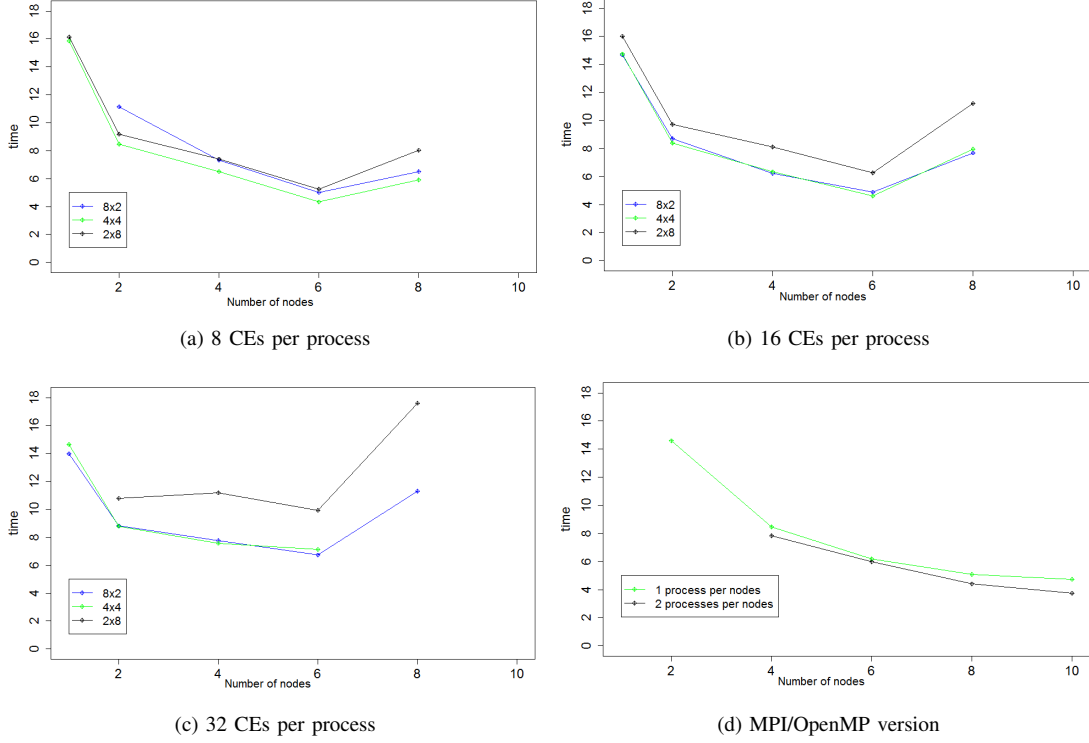 18
16
14
12
10
8
6
4
2
0
time
8x2
4x4
2x8
2 4 6 8 10
Number of nodes
(a) 8 CEs per process
18
16
14
12
10
8
6
4
2
0
time
8x2
4x4
2x8
2 4 6 8 10
Number of nodes
(b) 16 CEs per process
18
16
14
12
10
8
6
4
2
0
time
8x2
4x4
2x8
2 4 6 8 10
Number of nodes
(c) 32 CEs per process
18
16
14
12
10
8
6
4
2
0
time
1 process per nodes
2 processes per nodes
2 4 6 8 10
Number of nodes
(d) MPI/OpenMP version